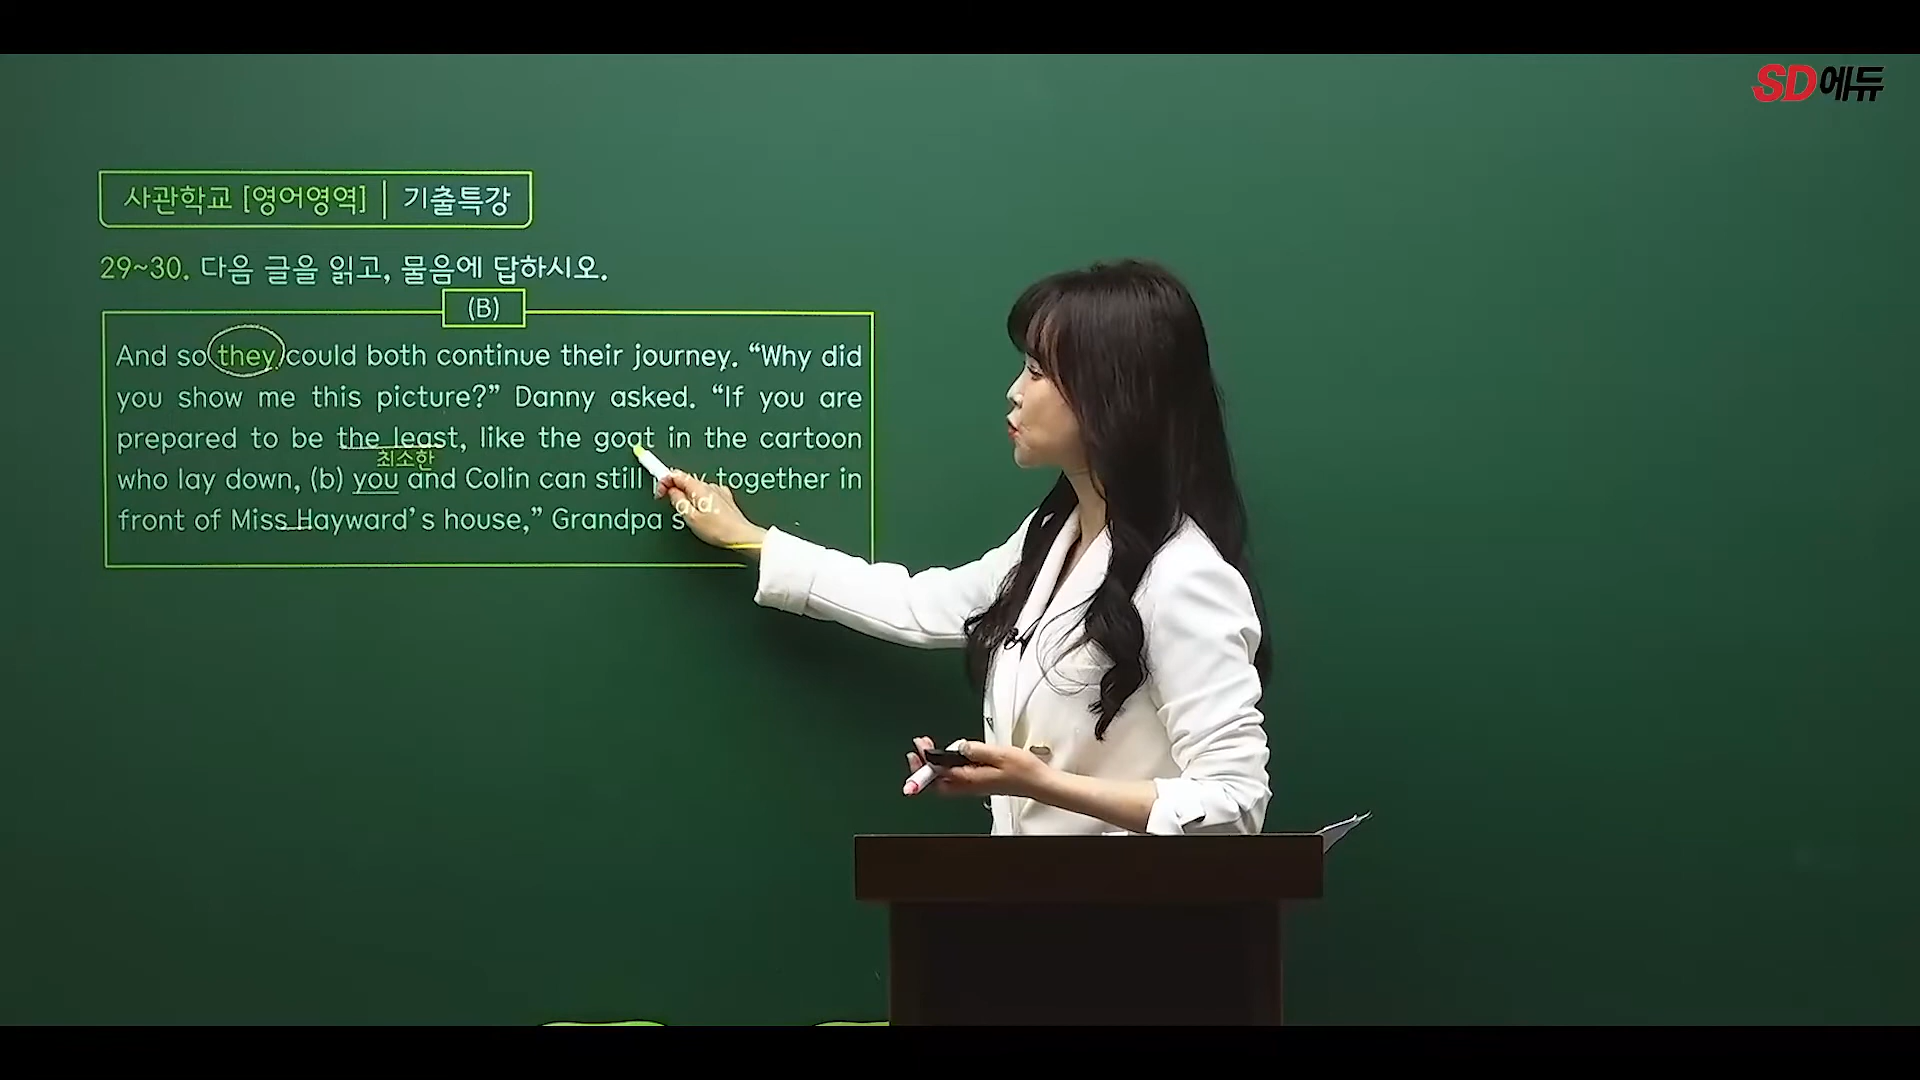 SD에듀
사관학교 [영어영역] | 기출특강
29~30. 다음 글을 읽고, 물음에 답하시오.
(B)
And so they could both continue their journey. “Why did
you show me this picture?” Danny asked. “If you are
prepared to be the least, like the goat in the cartoon
최소한
who lay down, (b) you and Colin can still together in
front of Miss Hayward’s house,” Grandpa said.